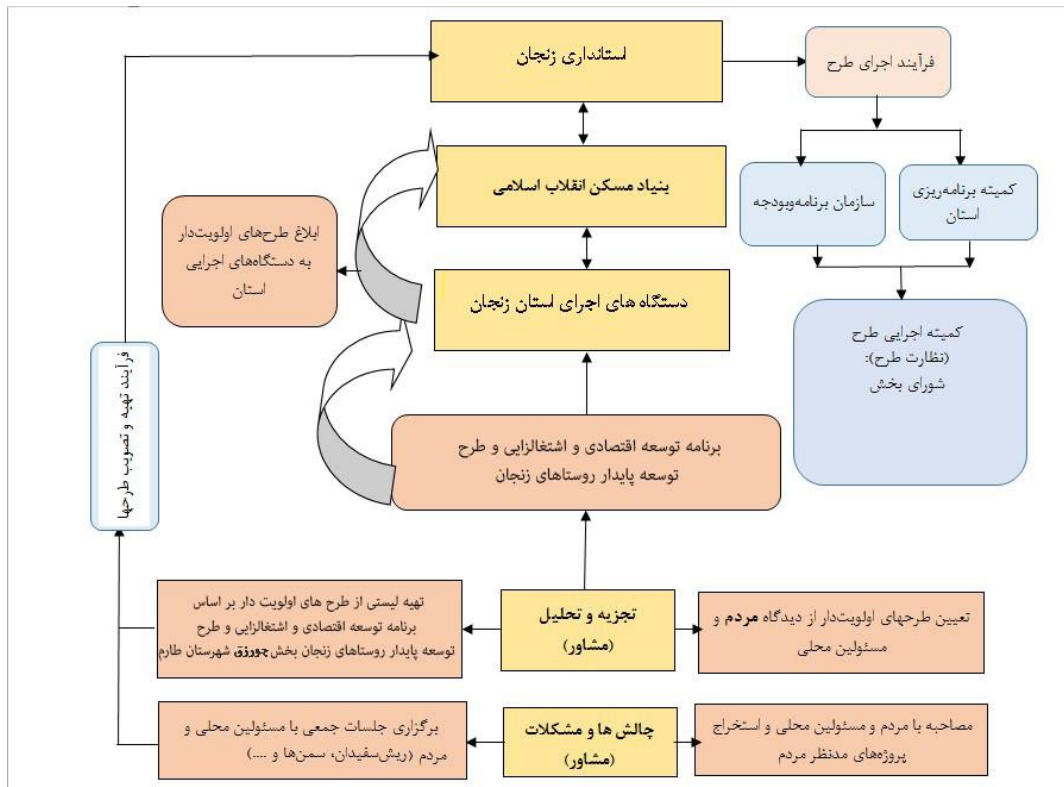 استانداری زنجان
فرآیند اجرای طرح
بنیاد مسکن انقلاب اسلامی
کمیته برنامه‌ریزی
استان
سازمان برنامه‌وبودجه
ابلاغ طرح‌های اولویت‌دار
به دستگاه‌های اجرایی
استان
دستگاه های اجرای استان زنجان
کمیته اجرایی طرح
(نظارت طرح):
شورای بخش
فرآیند تهیه و تصویب طرحها
برنامه توسعه اقتصادی و اشتغالزایی و طرح
توسعه پایدار روستاهای زنجان
تعیین طرحهای اولویت‌دار از دیدگاه مردم و
مسئولین محلی
تجزیه و تحلیل
(مشاور)
تهیه لیستی از طرح های اولویت دار بر اساس
برنامه توسعه اقتصادی و اشتغالزایی و طرح
توسعه پایدار روستاهای زنجان بخش چورزق شهرستان طارم
مصاحبه با مردم و مسئولین محلی و استخراج
پروژه‌های مدنظر مردم
چالش ها و مشکلات
(مشاور)
برگزاری جلسات جمعی با مسئولین محلی و
مردم (ریش‌سفیدان، سمن‌ها و ....)